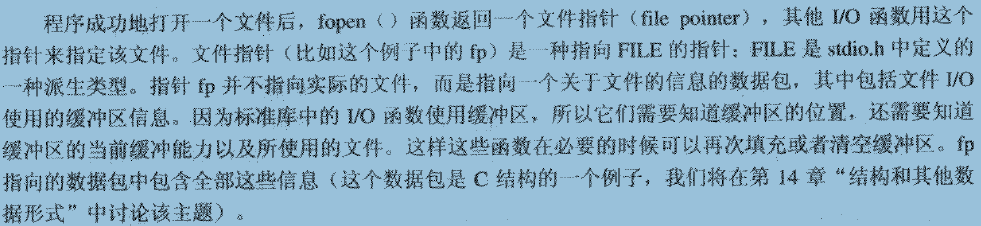 程序成功地打开一个文件后，fopen（）函数返回一个文件指针（file pointer），其他 I/O 函数用这个
指针来指定该文件。文件指针（比如这个例子中的 fp）是一种指向 FILE 的指针；FILE 是 stdio.h 中定义的
一种派生类型。指针 fp 并不指向实际的文件，而是指向一个关于文件的信息的数据包，其中包括文件 I/O
使用的缓冲区信息。因为标准库中的 I/O 函数使用缓冲区，所以它们需要知道缓冲区的位置，还需要知道
缓冲区的当前缓冲能力以及所使用的文件。这样这些函数在必要的时候可以再次填充或者清空缓冲区。fp
指向的数据包中包含全部这些信息（这个数据包是 C 结构的一个例子，我们将在第 14 章“结构和其他数
据形式”中讨论该主题）。